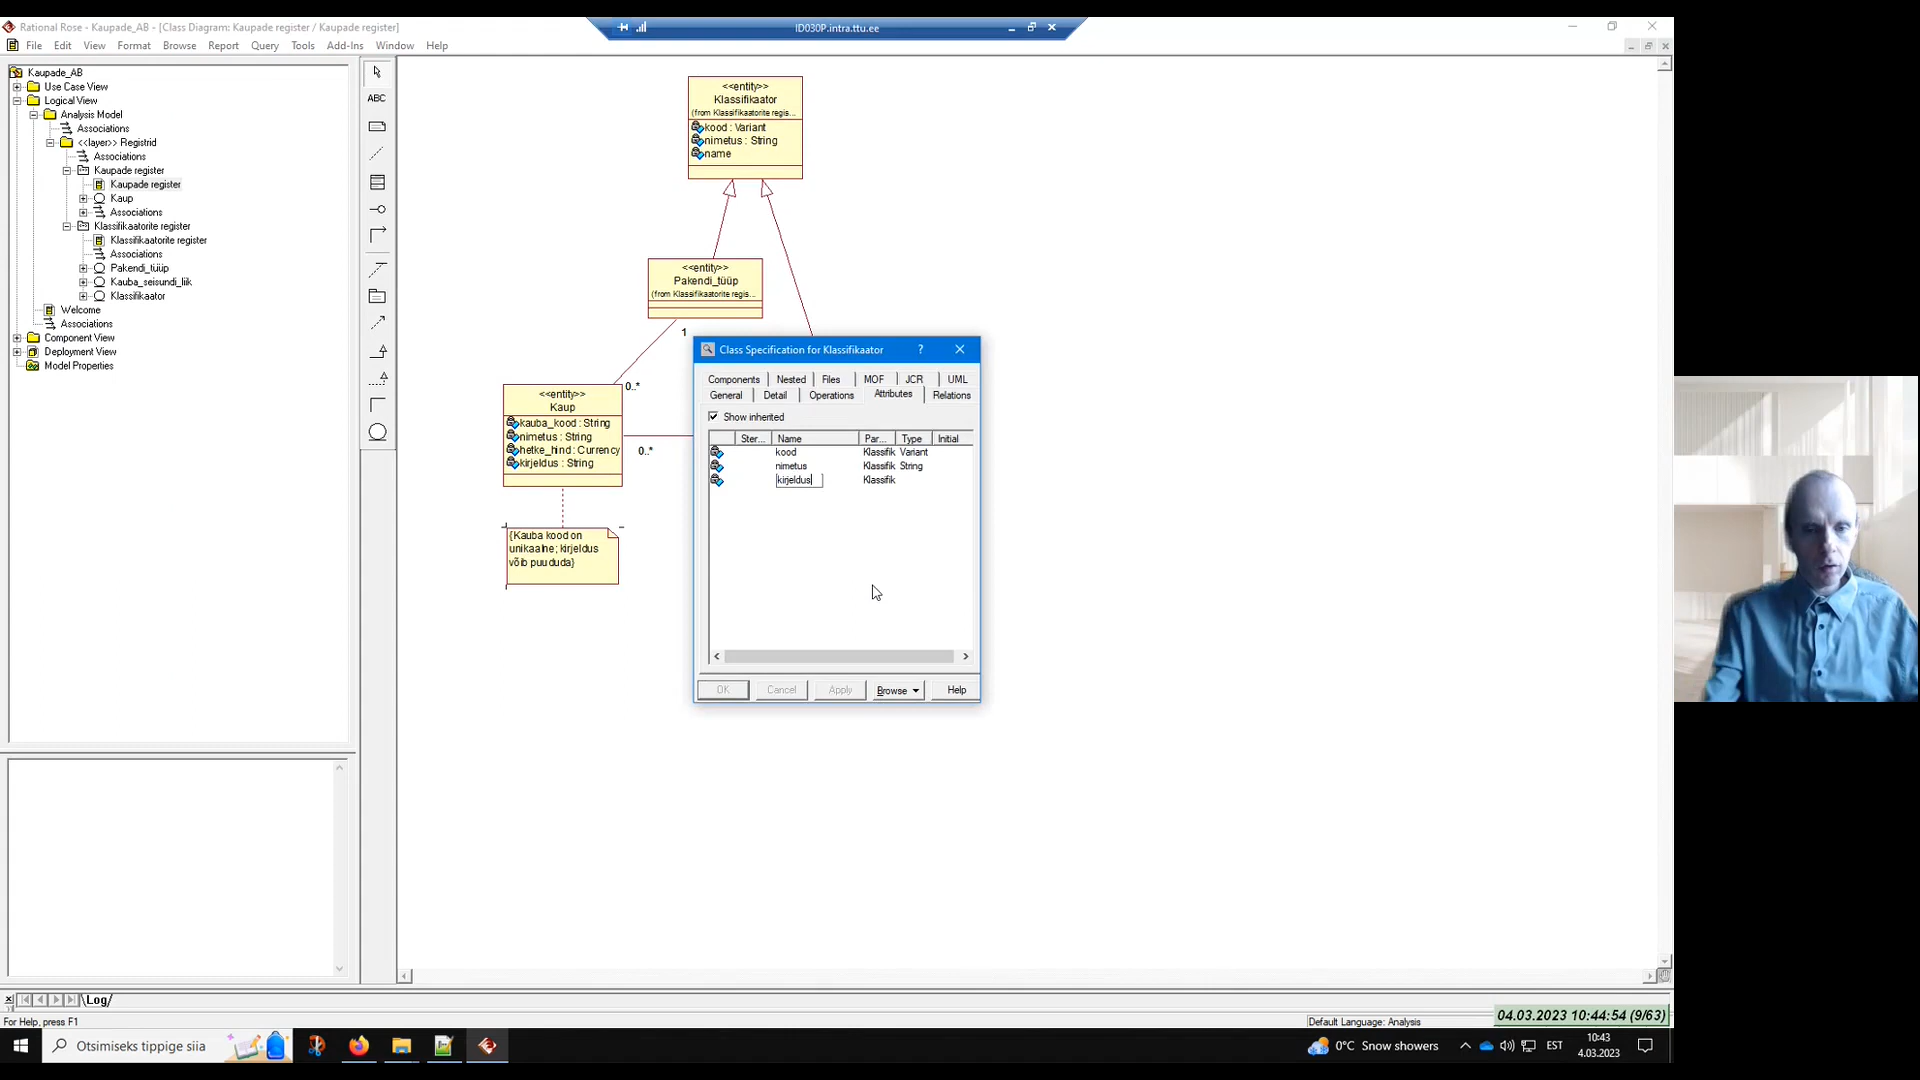 Rational Rose - Kaupade_AB - [Class Diagram: Kaupade register / Kaupade register]
ID030P.intra.ttu.ee
File Edit View Format Browse Report Query Tools Add-Ins Window Help
Kaupade_AB
Use Case View
Logical View
Analysis Model
Associations
<<layer>> Registrid
Associations
Kaupade register
Kaupade register
Kaup
Associations
Klassifikaatorite register
Klassifikaatorite register
Associations
Pakendi_tüüp
Kauba_seisundi_liik
Klassifikaator
Welcome
Associations
Component View
Deployment View
Model Properties
ABC
<<entity>>
Klassifikaator
(from Klassifikaatorite regis...
kood : Variant
nimetus : String
name
<<entity>>
Pakendi_tüüp
(from Klassifikaatorite regis...
1
0..*
<<entity>>
Kaup
kauba_kood : String
nimetus : String
hetke_hind : Currency
kirjeldus : String
0..*
{Kauba kood on
unikaalne; kirjeldus
võib puududa}
Class Specification for Klassifikaator ?
Components Nested Files MOF JCR UML
General Detail Operations Attributes Relations
Show inherited
Ster... Name Par... Type Initial
kood Klassifik Variant
nimetus Klassifik String
kirjeldus Klassifik
OK Cancel Apply Browse Help
Log
For Help, press F1
Default Language: Analysis
04.03.2023 10:44:54 (9/63)
Otsimiseks tippige siia
0°C Snow showers
EST
10:43
4.03.2023